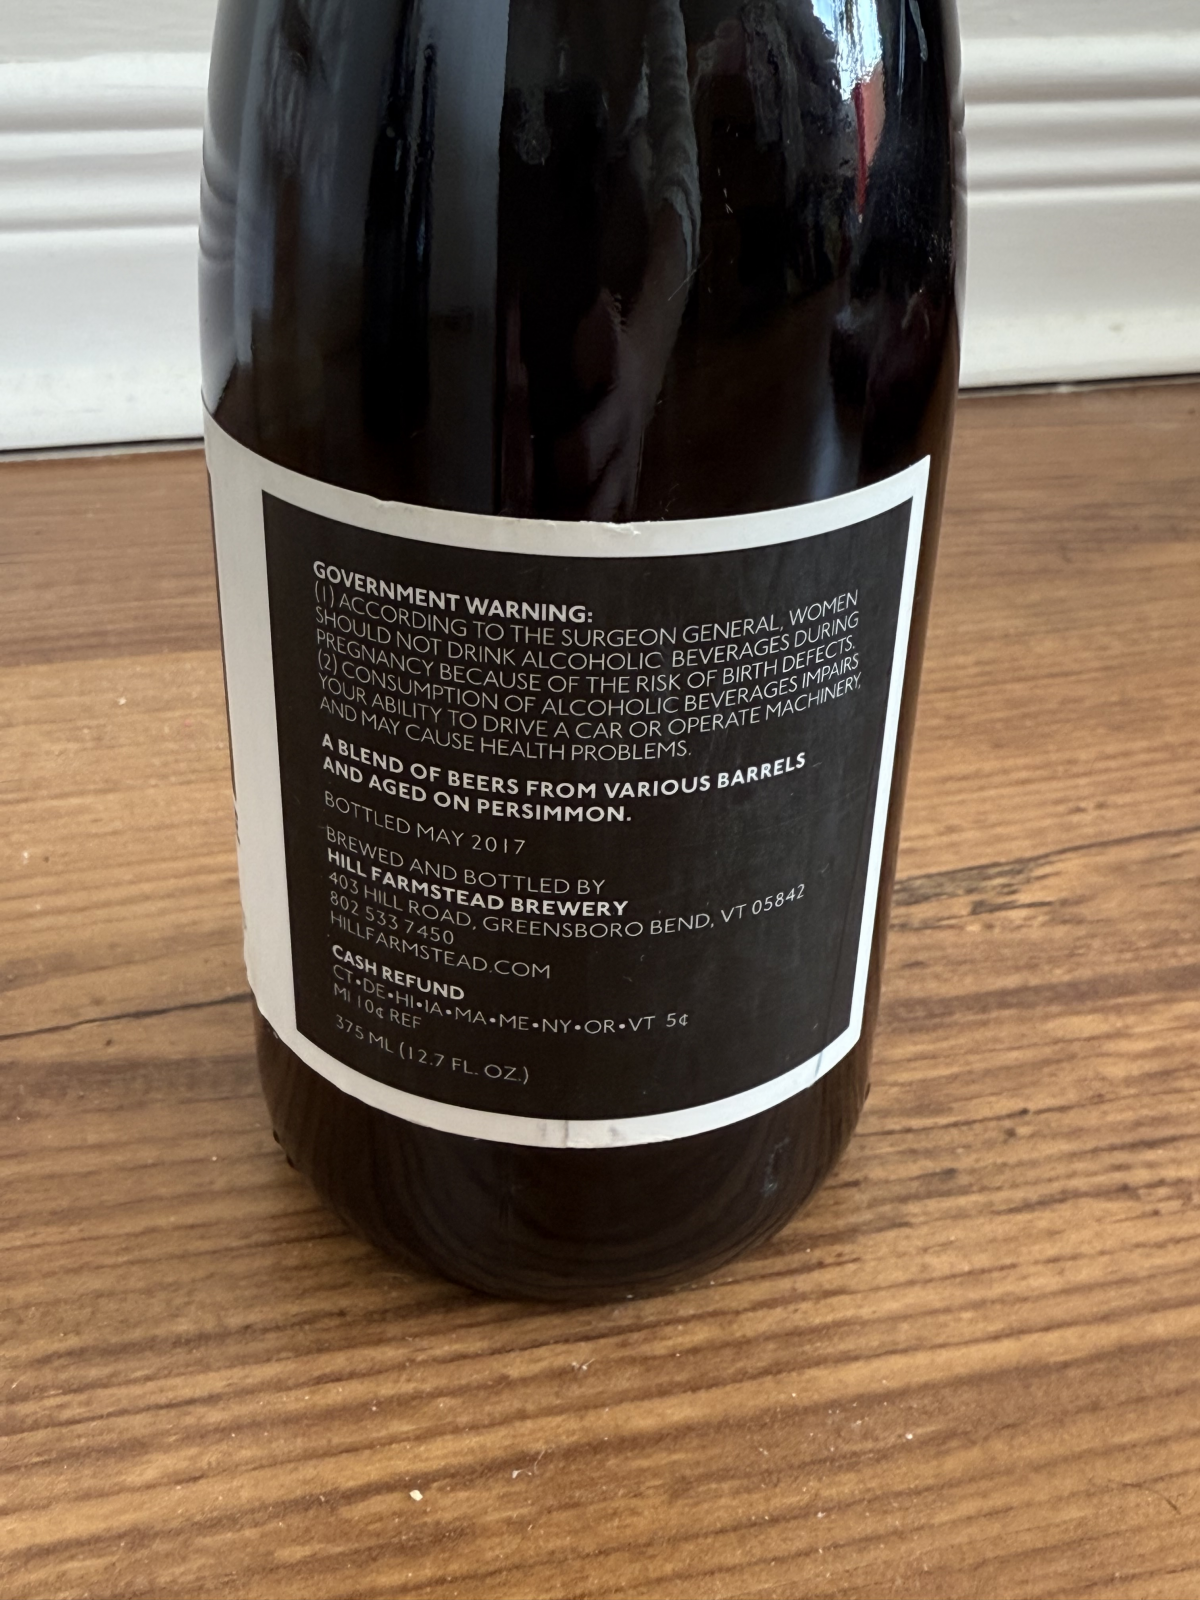 GOVERNMENT WARNING:
(1) ACCORDING TO THE SURGEON GENERAL, WOMEN
SHOULD NOT DRINK ALCOHOLIC BEVERAGES DURING
PREGNANCY BECAUSE OF THE RISK OF BIRTH DEFECTS.
(2) CONSUMPTION OF ALCOHOLIC BEVERAGES IMPAIRS
YOUR ABILITY TO DRIVE A CAR OR OPERATE MACHINERY,
AND MAY CAUSE HEALTH PROBLEMS.
A BLEND OF BEERS FROM VARIOUS BARRELS
AND AGED ON PERSIMMON.
BOTTLED MAY 2017
BREWED AND BOTTLED BY
HILL FARMSTEAD BREWERY
403 HILL ROAD, GREENSBORO BEND, VT 05842
802 533 7450
HILLFARMSTEAD.COM
CASH REFUND
CT•DE•HI•IA•MA•ME•NY•OR•VT 5¢
MI 10¢ REF
375 ML (12.7 FL. OZ.)